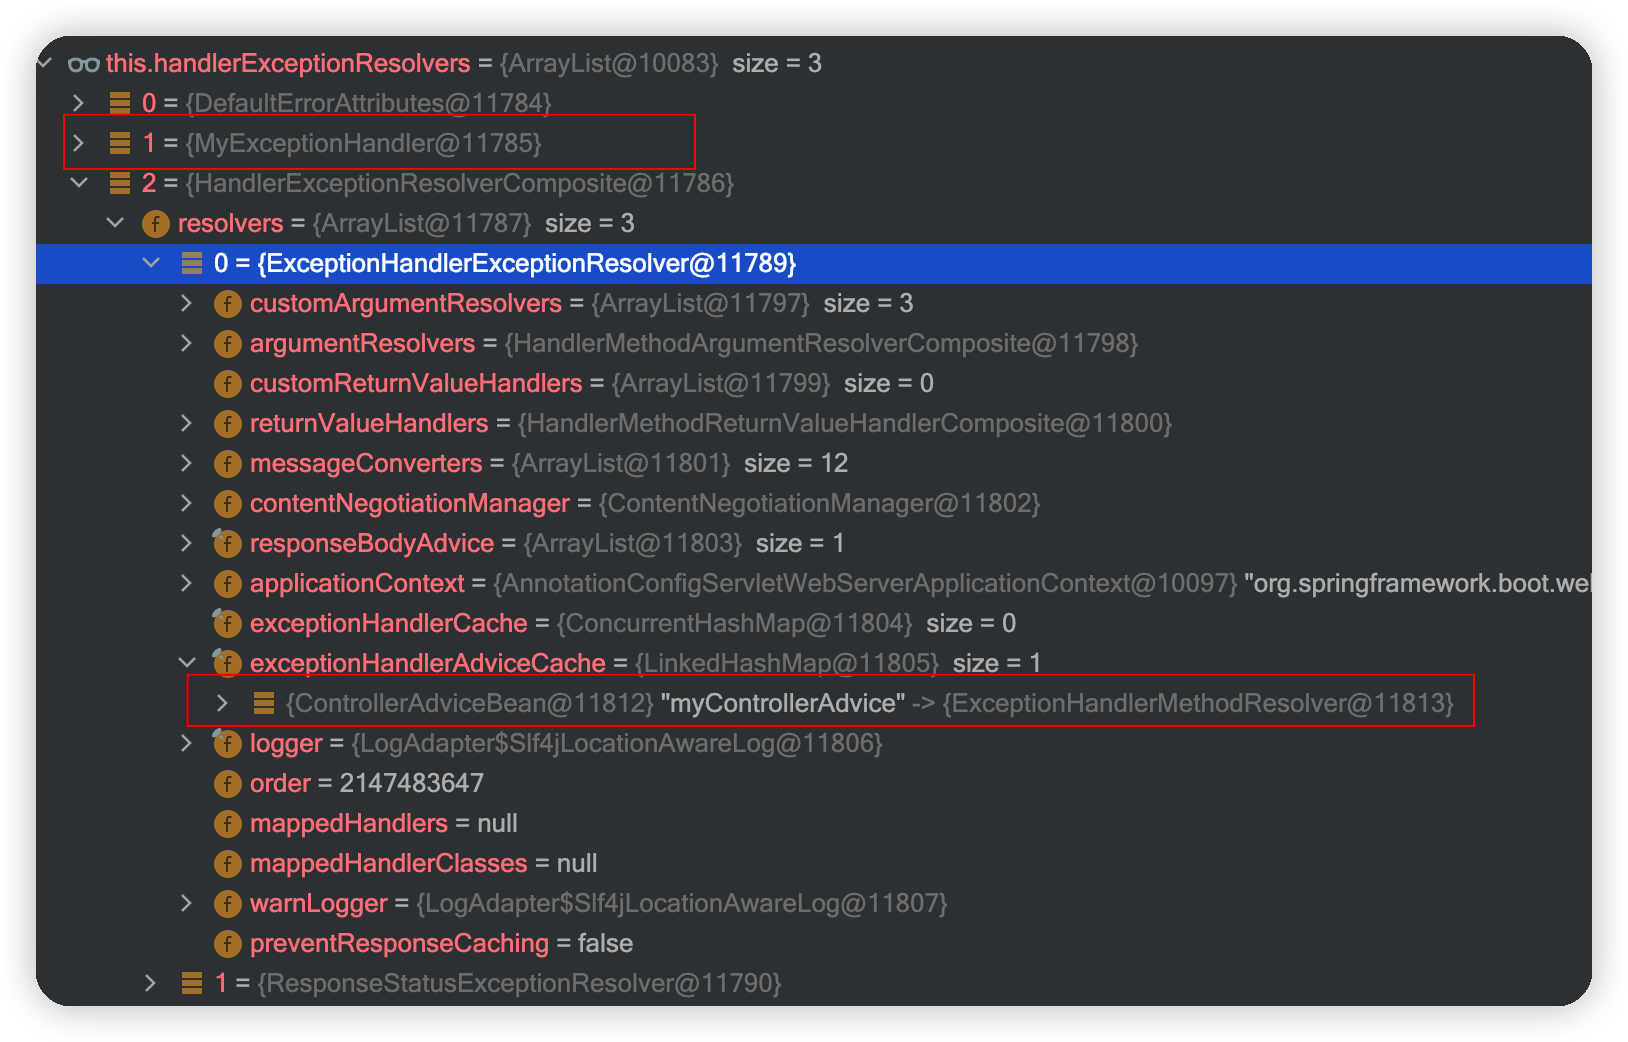 this.handlerExceptionResolvers = {ArrayList@10083} size = 3
0 = {DefaultErrorAttributes@11784}
1 = {MyExceptionHandler@11785}
2 = {HandlerExceptionResolverComposite@11786}
f resolvers = {ArrayList@11787} size = 3
0 = {ExceptionHandlerExceptionResolver@11789}
f customArgumentResolvers = {ArrayList@11797} size = 3
f argumentResolvers = {HandlerMethodArgumentResolverComposite@11798}
f customReturnValueHandlers = {ArrayList@11799} size = 0
f returnValueHandlers = {HandlerMethodReturnValueHandlerComposite@11800}
f messageConverters = {ArrayList@11801} size = 12
f contentNegotiationManager = {ContentNegotiationManager@11802}
f responseBodyAdvice = {ArrayList@11803} size = 1
f applicationContext = {AnnotationConfigServletWebServerApplicationContext@10097} "org.springframework.boot.we
f exceptionHandlerCache = {ConcurrentHashMap@11804} size = 0
f exceptionHandlerAdviceCache = {LinkedHashMap@11805} size = 1
{ControllerAdviceBean@11812} "myControllerAdvice" -> {ExceptionHandlerMethodResolver@11813}
f logger = {LogAdapter$Slf4jLocationAwareLog@11806}
f order = 2147483647
f mappedHandlers = null
f mappedHandlerClasses = null
f warnLogger = {LogAdapter$Slf4jLocationAwareLog@11807}
f preventResponseCaching = false
1 = {ResponseStatusExceptionResolver@11790}